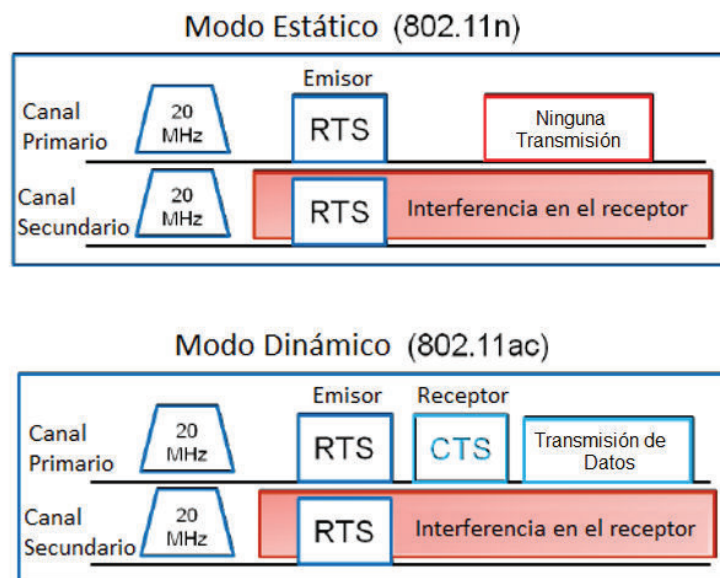 Modo Estático (802.11n)
Emisor
Canal
Primario
20
MHz
RTS
Ninguna
Transmisión
Canal
Secundario
20
MHz
RTS
Interferencia en el receptor
Modo Dinámico (802.11ac)
Emisor
Receptor
Canal
Primario
20
MHz
RTS
CTS
Transmisión de
Datos
Canal
Secundario
20
MHz
RTS
Interferencia en el receptor